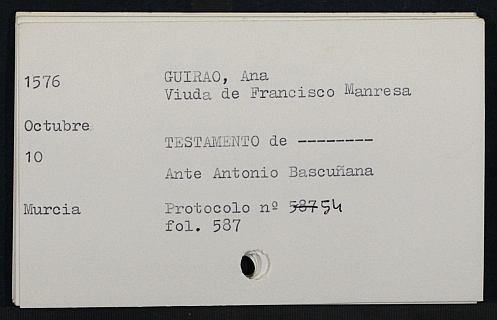 1576
GUIRAO, Ana
Viuda de Francisco Manresa
Octubre
10
TESTAMENTO de --------
Ante Antonio Bascuñana
Murcia
Protocolo nº 587 54
fol. 587